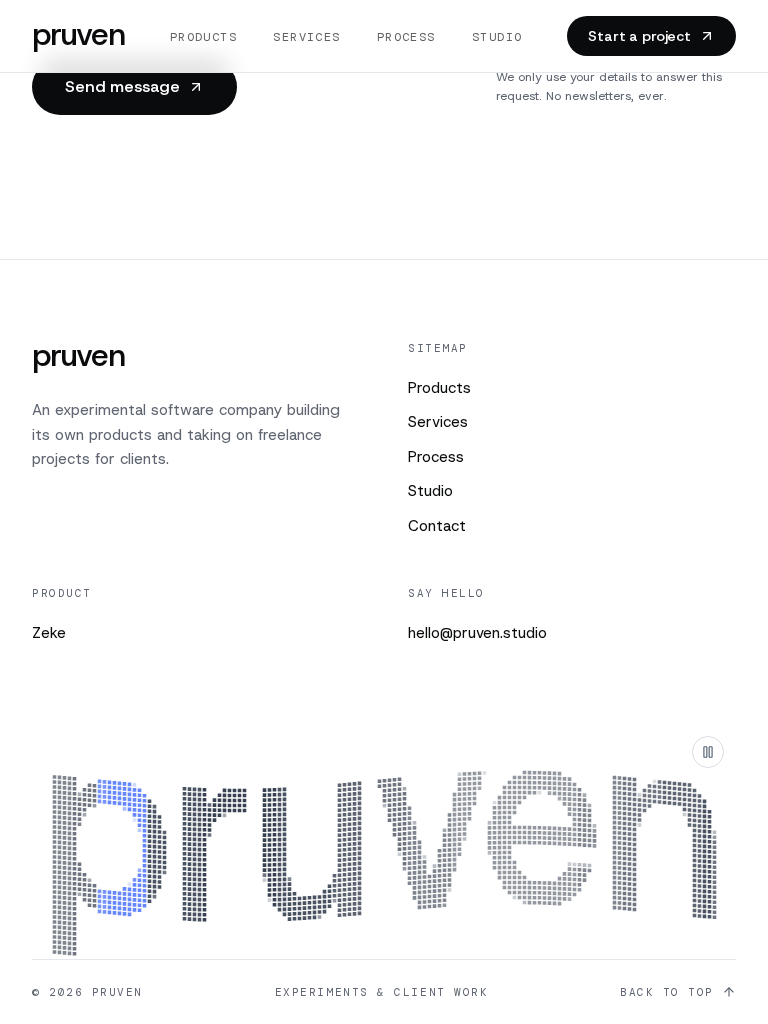 pruven
PRODUCTS
SERVICES
PROCESS
STUDIO
Start a project
Send message
We only use your details to answer this
request. No newsletters, ever.
pruven
An experimental software company building
its own products and taking on freelance
projects for clients.
SITEMAP
Products
Services
Process
Studio
Contact
PRODUCT
Zeke
SAY HELLO
hello@pruven.studio
pruven
© 2026 PRUVEN
EXPERIMENTS & CLIENT WORK
BACK TO TOP